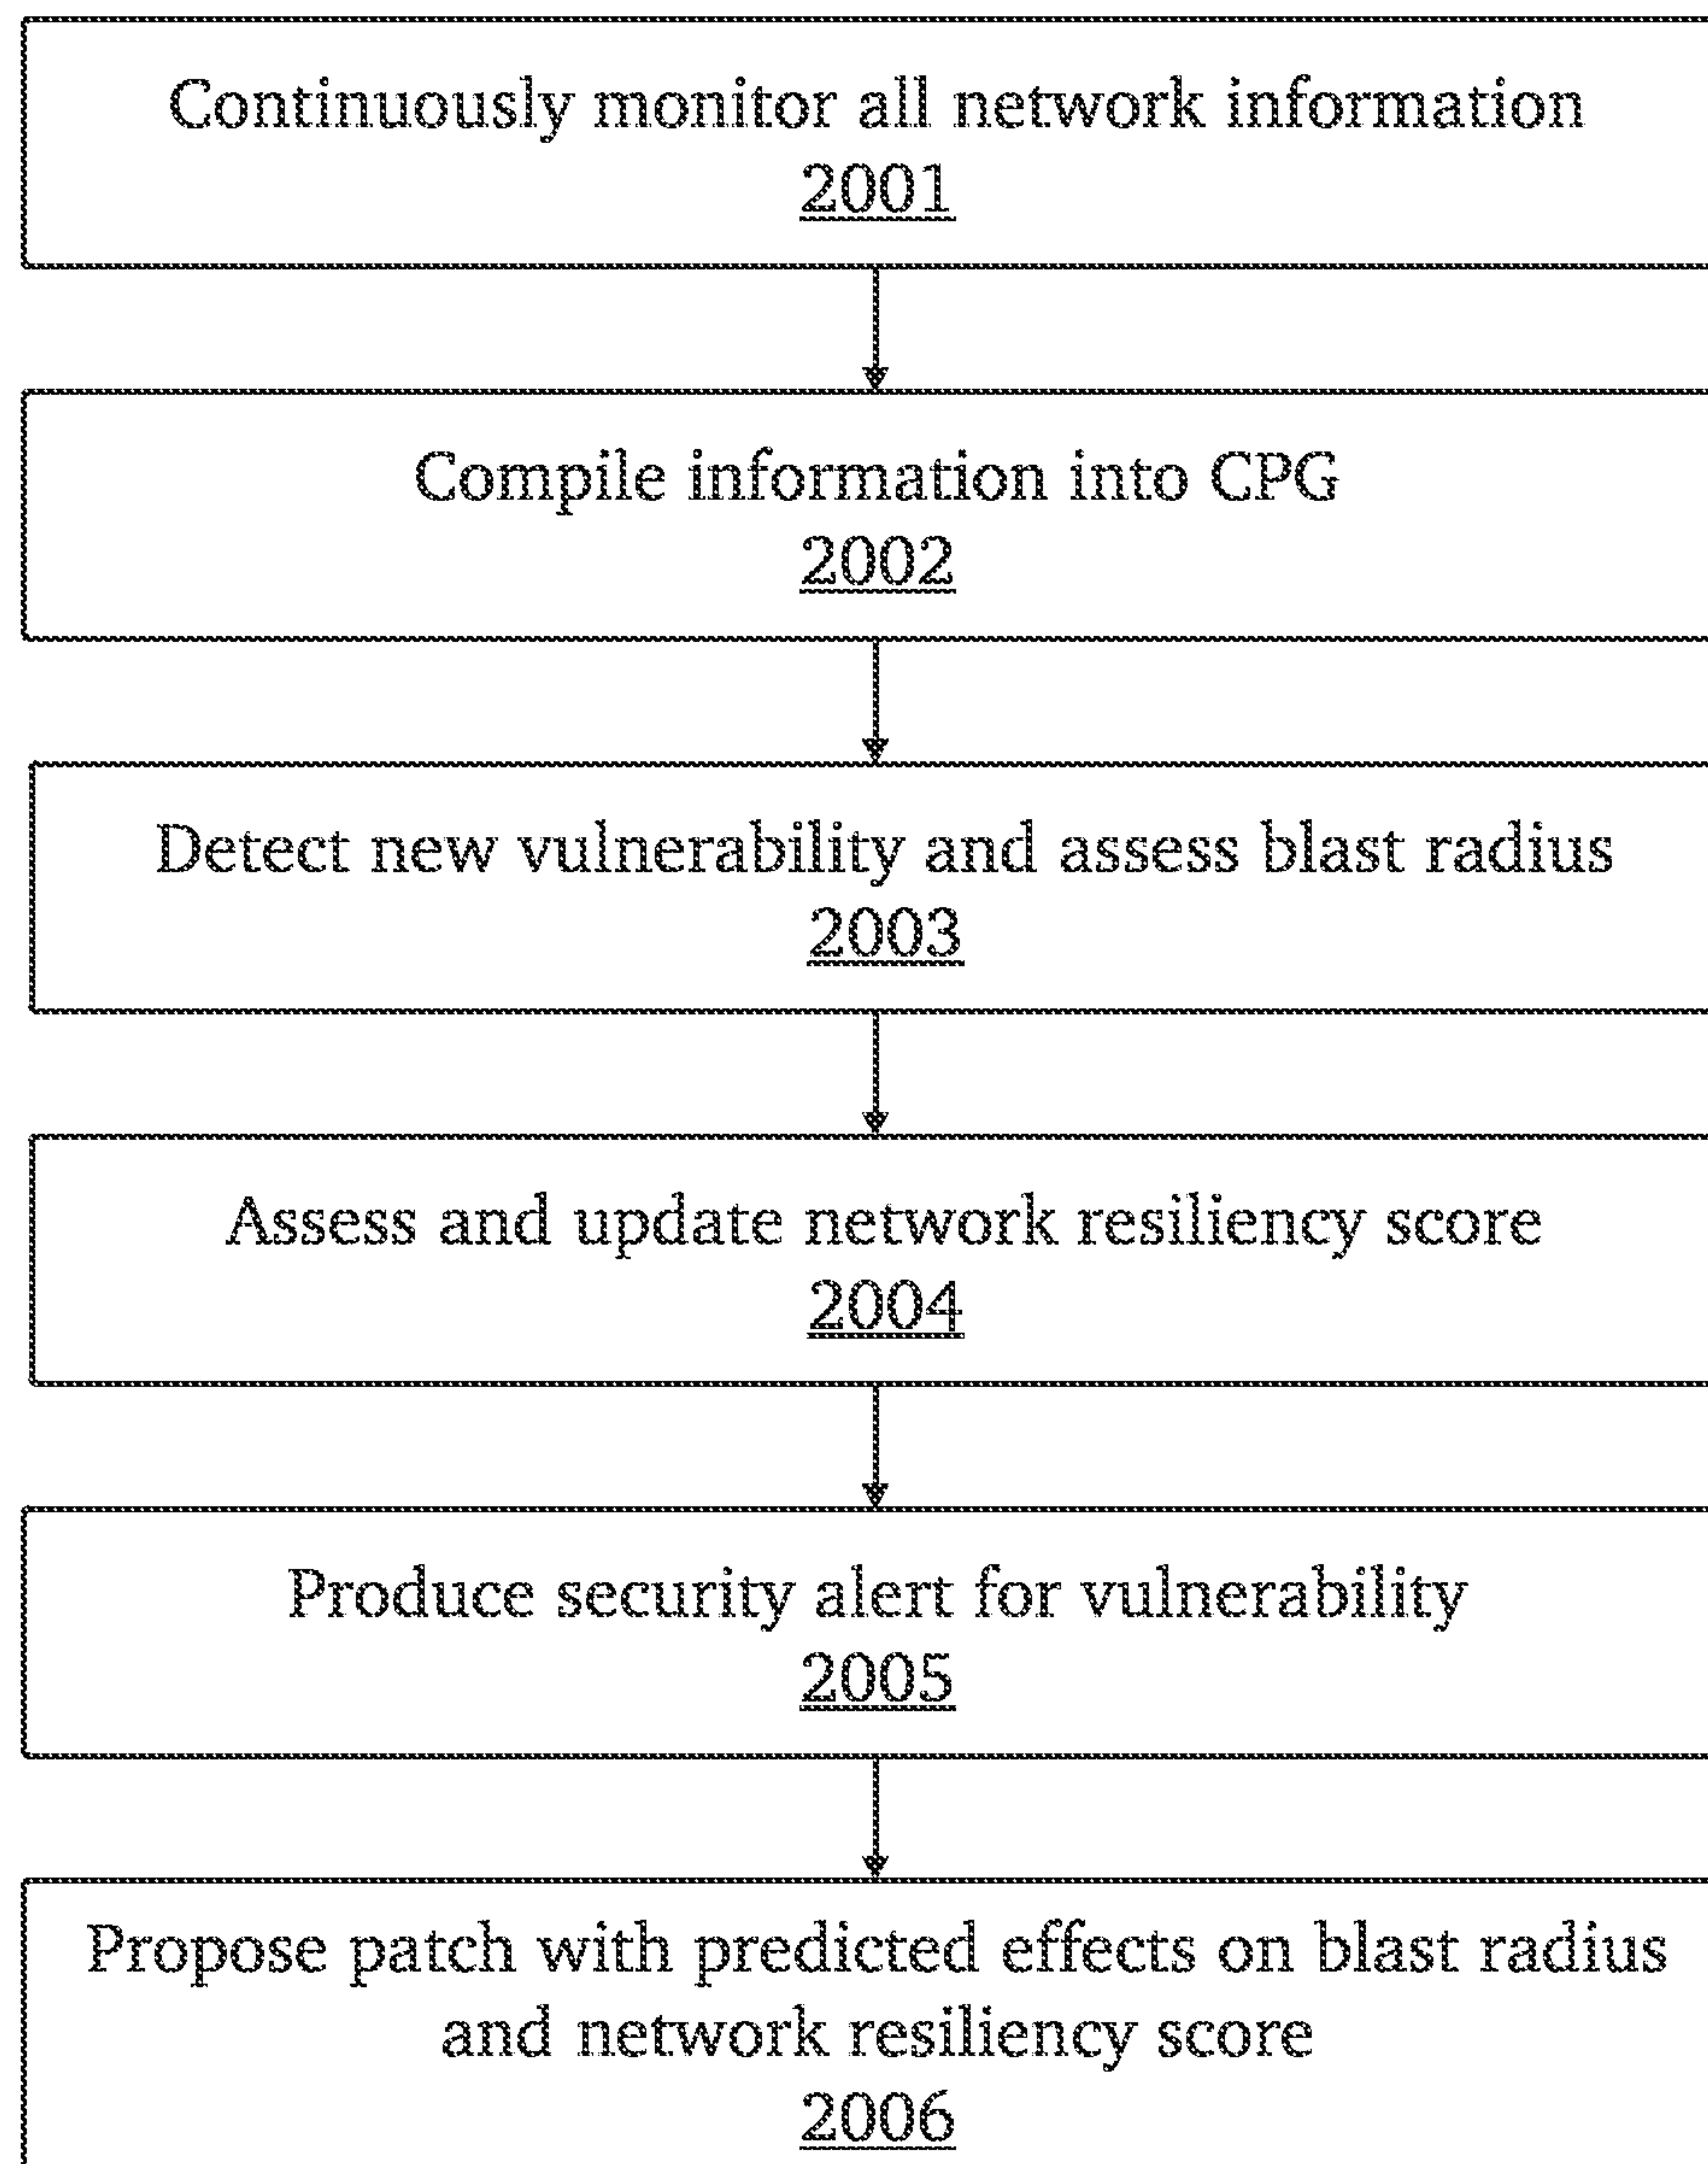 Continuously monitor all network information
2001
Compile information into CPG
2002
Detect new vulnerability and assess blast radius
2003
Assess and update network resiliency score
2004
Produce security alert for vulnerability
2005
Propose patch with predicted effects on blast radius
and network resiliency score
2006